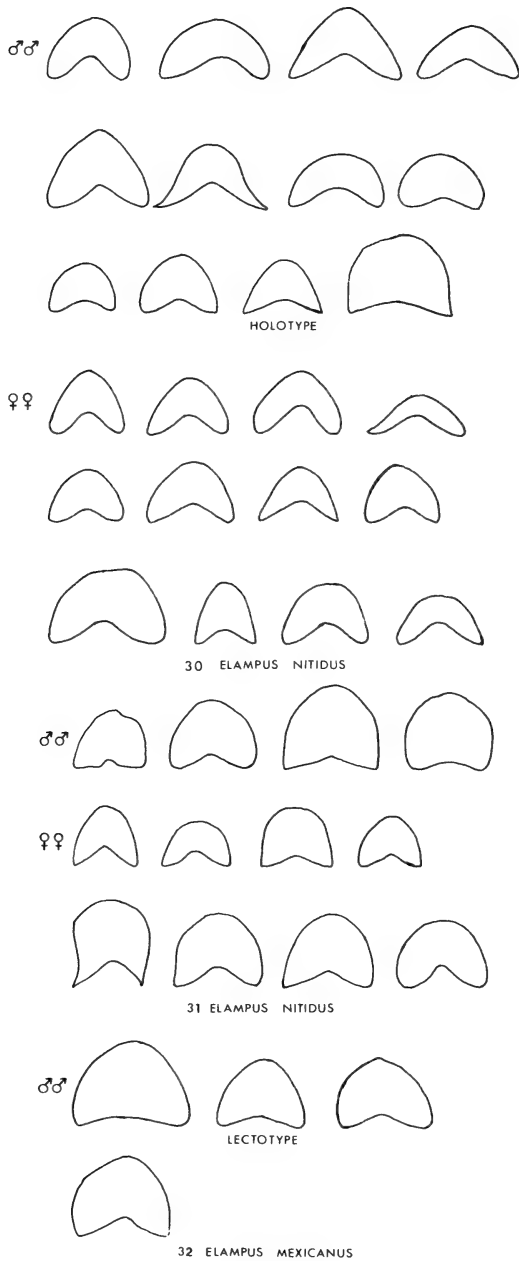 ♂♂
HOLOTYPE
♀♀
30 ELAMPUS NITIDUS
♂♂
♀♀
31 ELAMPUS NITIDUS
♂♂
LECTOTYPE
32 ELAMPUS MEXICANUS